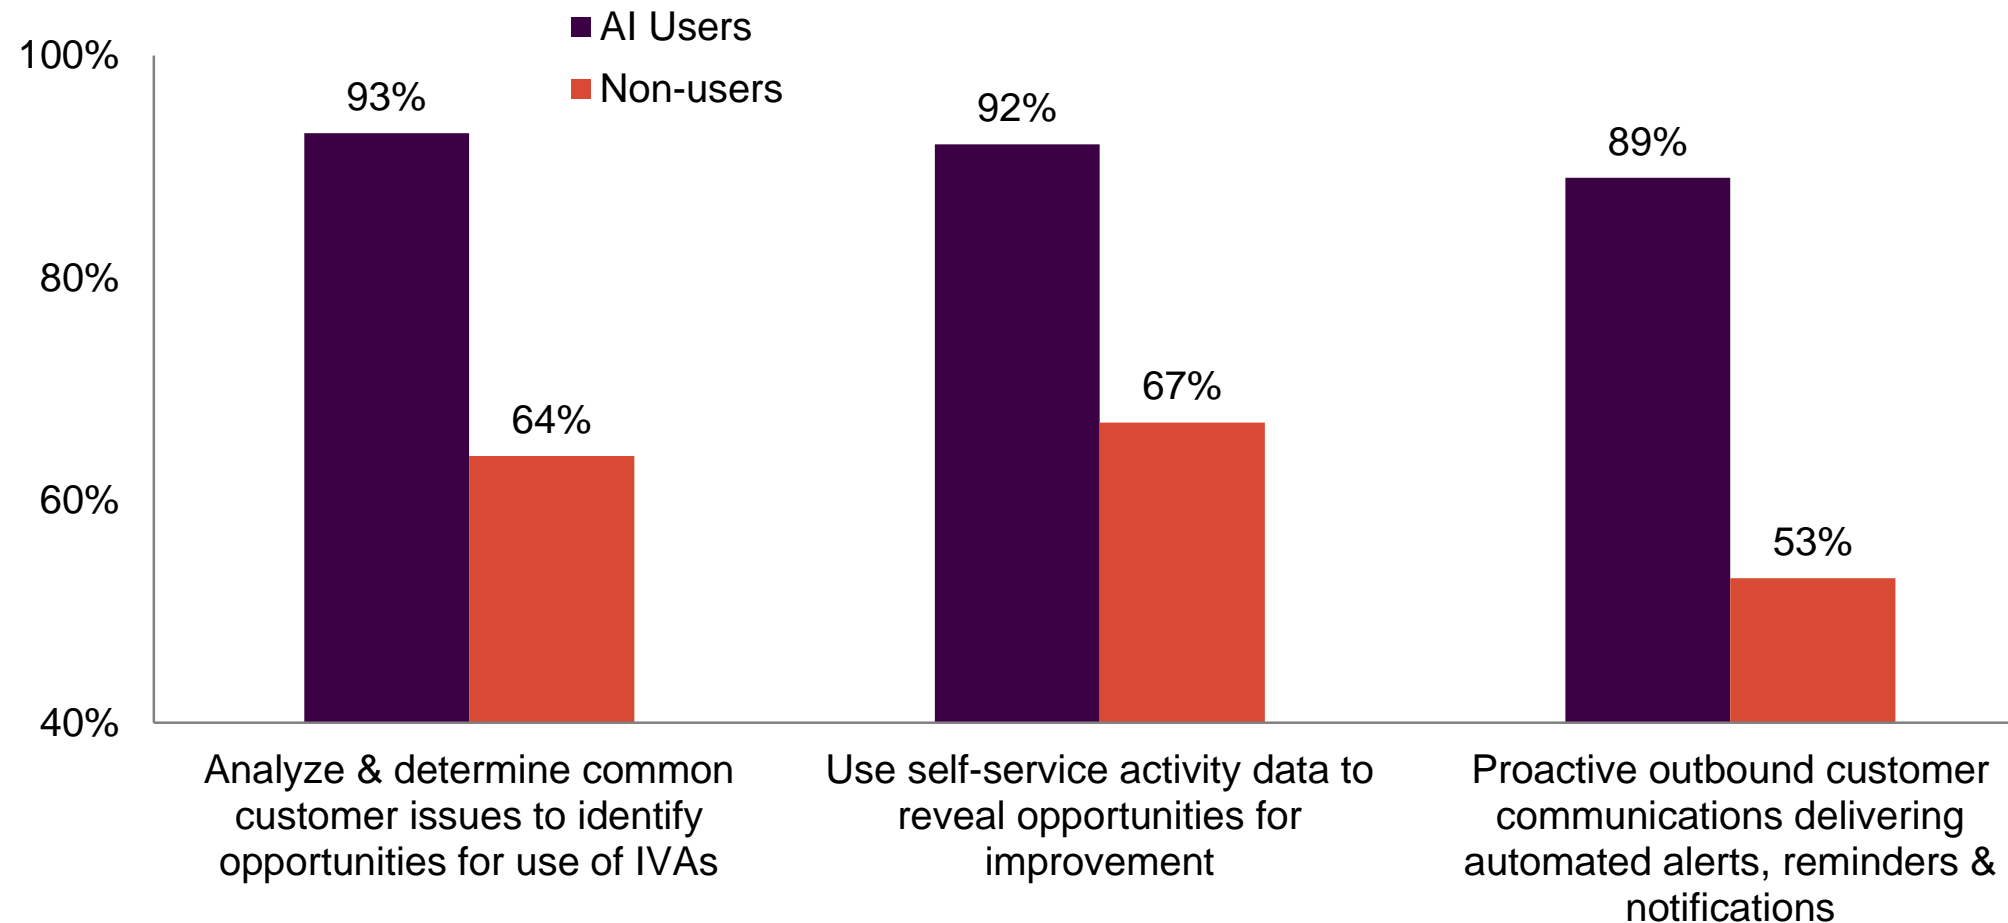 AI Users
Non-users
100%
80%
60%
40%
93%
64%
92%
67%
89%
53%
Analyze & determine common
customer issues to identify
opportunities for use of IVAs
Use self-service activity data to
reveal opportunities for
improvement
Proactive outbound customer
communications delivering
automated alerts, reminders &
notifications